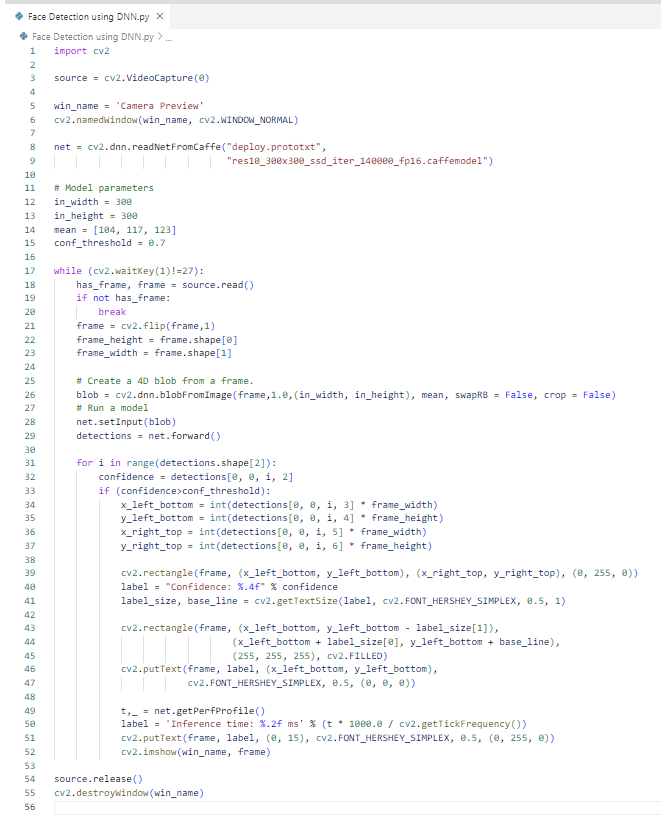 Face Detection using DNN.py ×
Face Detection using DNN.py > ...
1 import cv2
2
3 source = cv2.VideoCapture(0)
4
5 win_name = 'Camera Preview'
6 cv2.namedWindow(win_name, cv2.WINDOW_NORMAL)
7
8 net = cv2.dnn.readNetFromCaffe("deploy.prototxt",
9 "res10_300x300_ssd_iter_140000_fp16.caffemodel")
10
11 # Model parameters
12 in_width = 300
13 in_height = 300
14 mean = [104, 117, 123]
15 conf_threshold = 0.7
16
17 while (cv2.waitKey(1)!=27):
18     has_frame, frame = source.read()
19     if not has_frame:
20         break
21     frame = cv2.flip(frame,1)
22     frame_height = frame.shape[0]
23     frame_width = frame.shape[1]
24
25     # Create a 4D blob from a frame.
26     blob = cv2.dnn.blobFromImage(frame,1.0,(in_width, in_height), mean, swapRB = False, crop = False)
27     # Run a model
28     net.setInput(blob)
29     detections = net.forward()
30
31     for i in range(detections.shape[2]):
32         confidence = detections[0, 0, i, 2]
33         if (confidence>conf_threshold):
34             x_left_bottom = int(detections[0, 0, i, 3] * frame_width)
35             y_left_bottom = int(detections[0, 0, i, 4] * frame_height)
36             x_right_top = int(detections[0, 0, i, 5] * frame_width)
37             y_right_top = int(detections[0, 0, i, 6] * frame_height)
38
39             cv2.rectangle(frame, (x_left_bottom, y_left_bottom), (x_right_top, y_right_top), (0, 255, 0))
40             label = "Confidence: %.4f" % confidence
41             label_size, base_line = cv2.getTextSize(label, cv2.FONT_HERSHEY_SIMPLEX, 0.5, 1)
42
43             cv2.rectangle(frame, (x_left_bottom, y_left_bottom - label_size[1]),
44                                 (x_left_bottom + label_size[0], y_left_bottom + base_line),
45                                 (255, 255, 255), cv2.FILLED)
46             cv2.putText(frame, label, (x_left_bottom, y_left_bottom),
47                         cv2.FONT_HERSHEY_SIMPLEX, 0.5, (0, 0, 0))
48
49             t,_ = net.getPerfProfile()
50             label = 'Inference time: %.2f ms' % (t * 1000.0 / cv2.getTickFrequency())
51             cv2.putText(frame, label, (0, 15), cv2.FONT_HERSHEY_SIMPLEX, 0.5, (0, 255, 0))
52             cv2.imshow(win_name, frame)
53
54 source.release()
55 cv2.destroyWindow(win_name)
56